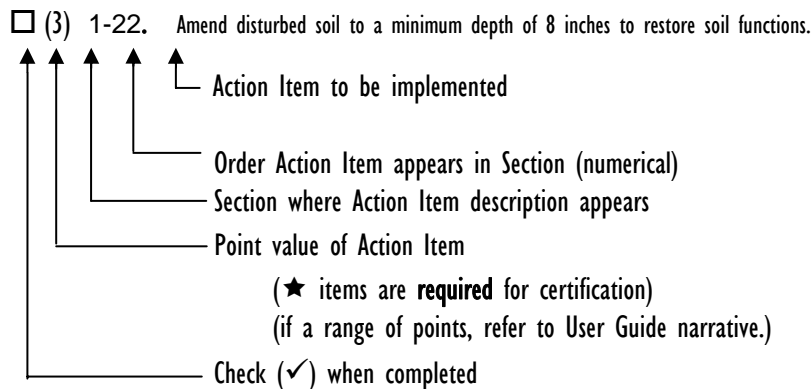 ☐ (3) 1-22. Amend disturbed soil to a minimum depth of 8 inches to restore soil functions.
Action Item to be implemented
Order Action Item appears in Section (numerical)
Section where Action Item description appears
Point value of Action Item
(★ items are required for certification)
(if a range of points, refer to User Guide narrative.)
Check (✓) when completed